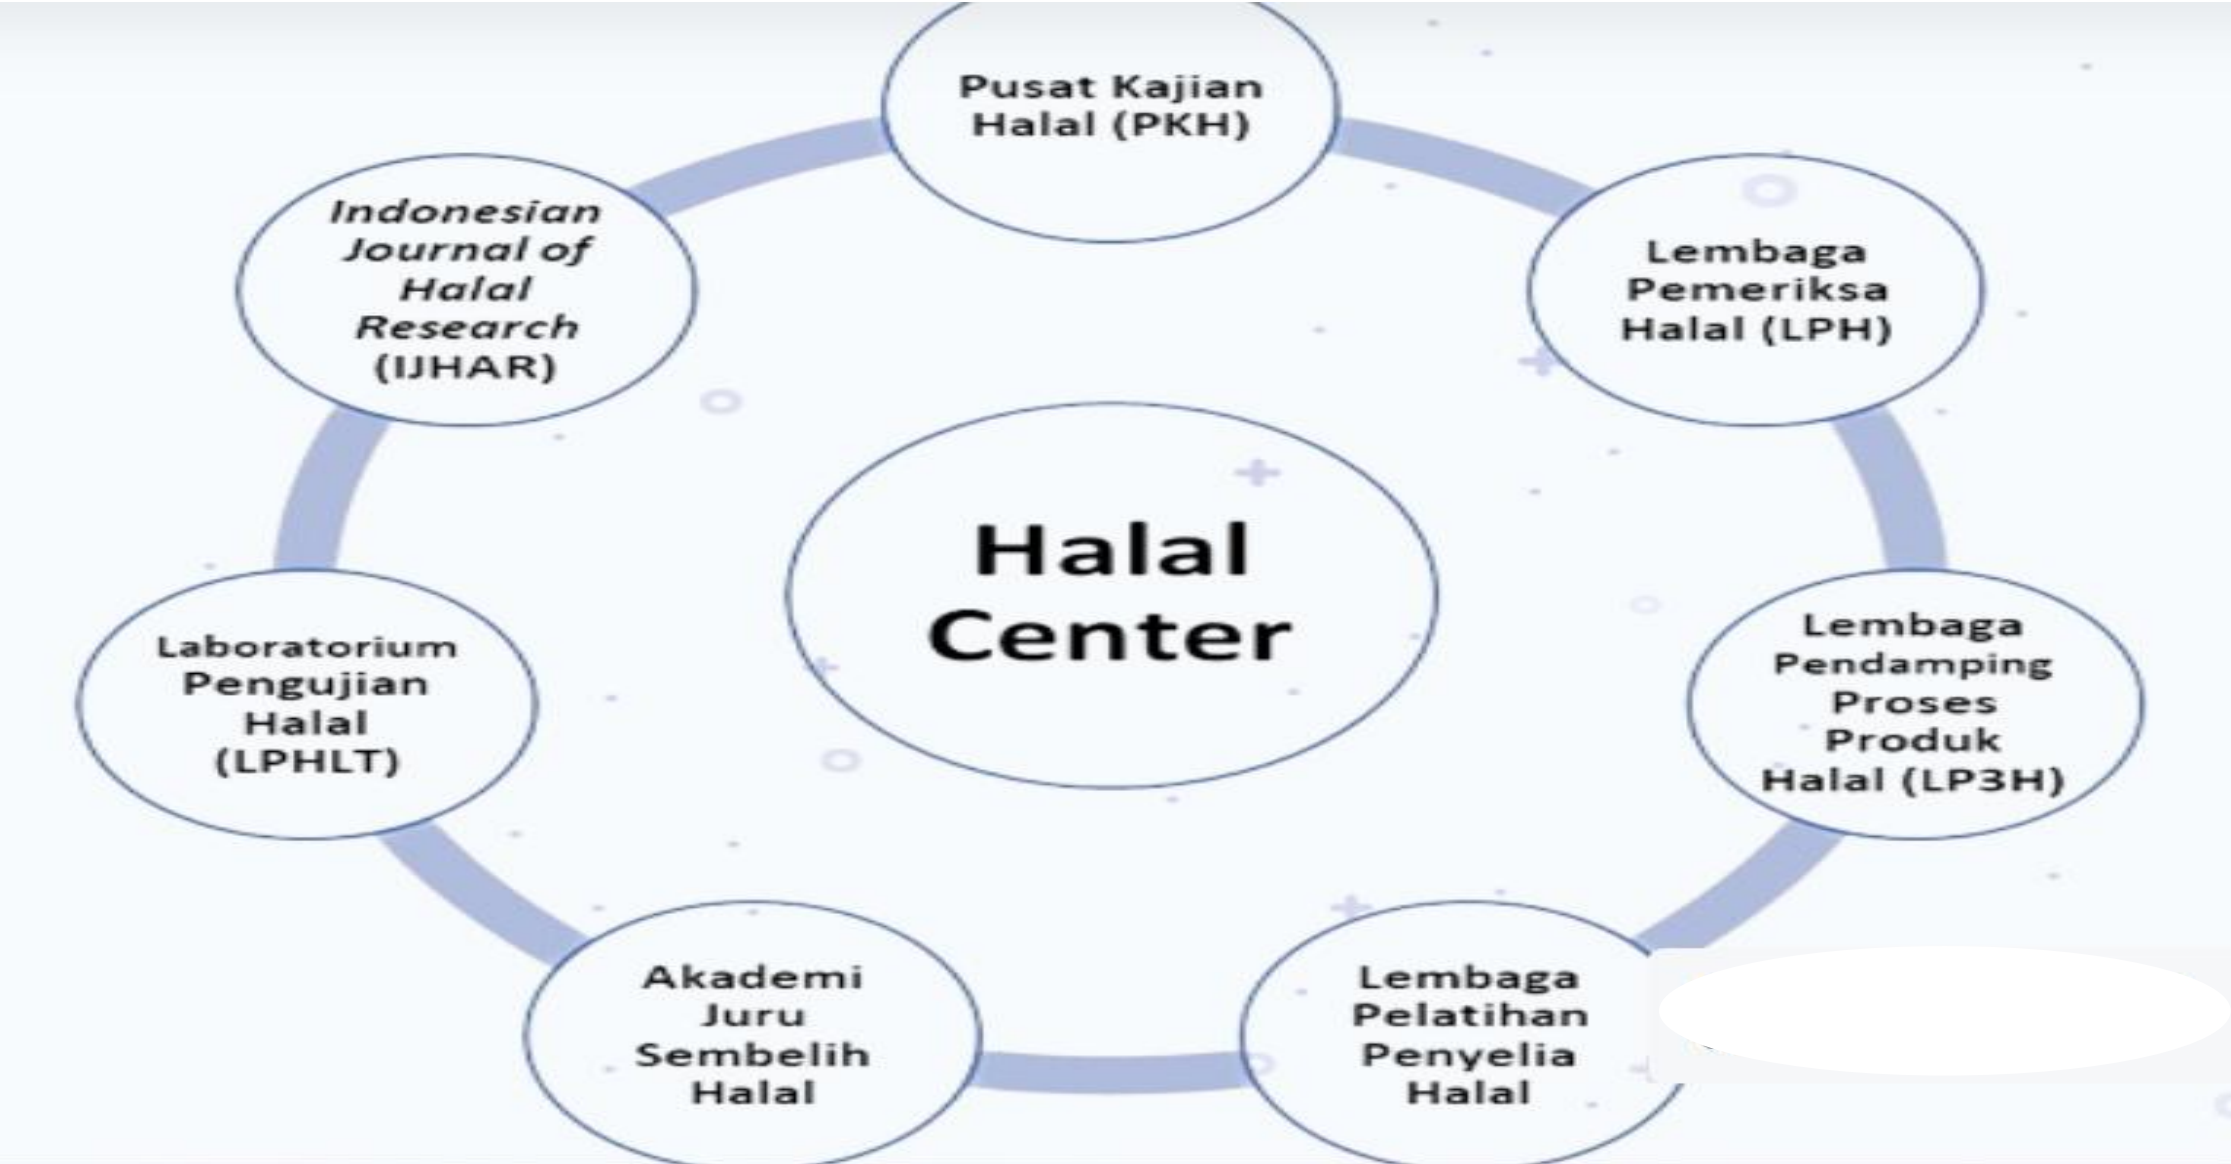 Pusat Kajian
Halal (PKH)
Indonesian
Journal of
Halal
Research
(IJHAR)
Lembaga
Pemeriksa
Halal (LPH)
Halal
Center
Laboratorium
Pengujian
Halal
(LPHLT)
Lembaga
Pendamping
Proses
Produk
Halal (LP3H)
Akademi
Juru
Sembelih
Halal
Lembaga
Pelatihan
Penyelia
Halal